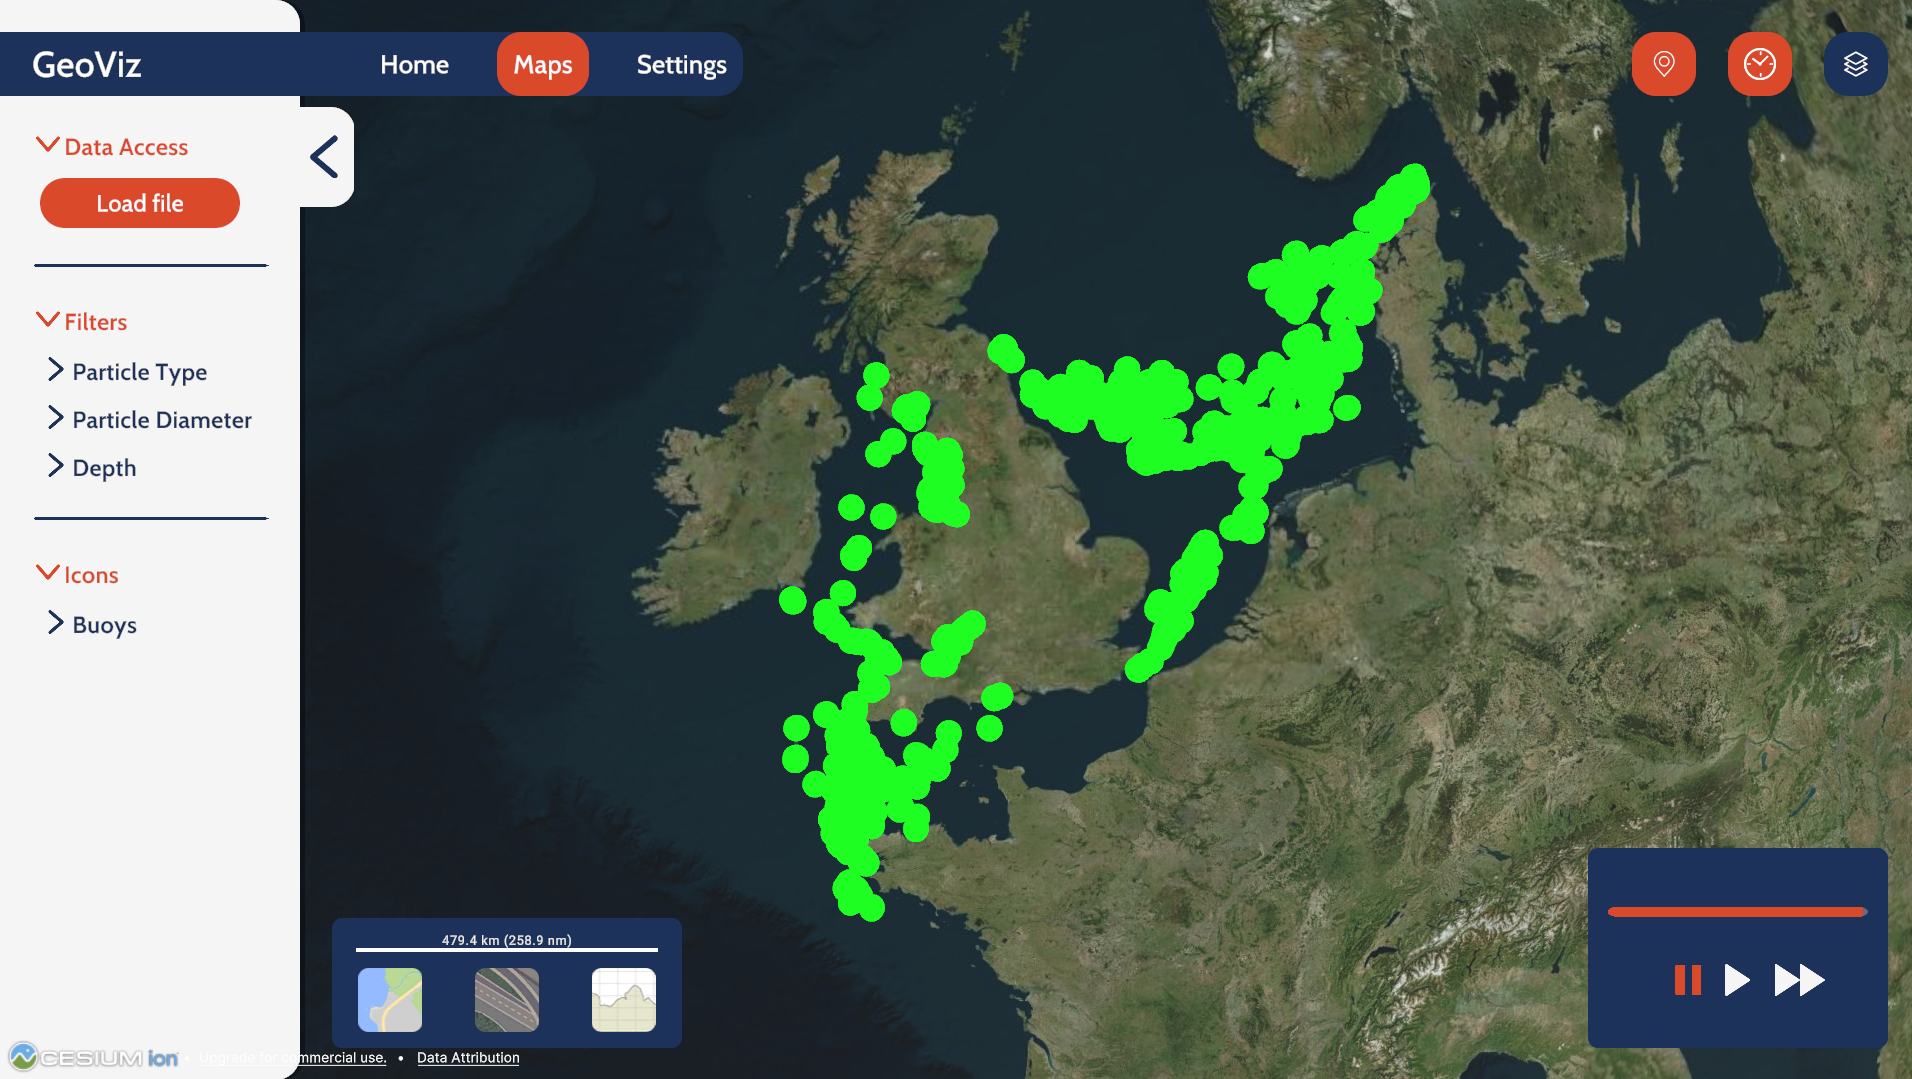 GeoViz
Home
Maps
Settings
Data Access
Load file
Filters
Particle Type
Particle Diameter
Depth
Icons
Buoys
479.4 km (258.9 nm)
CESIUM ion
Upgrade for commercial use. • Data Attribution